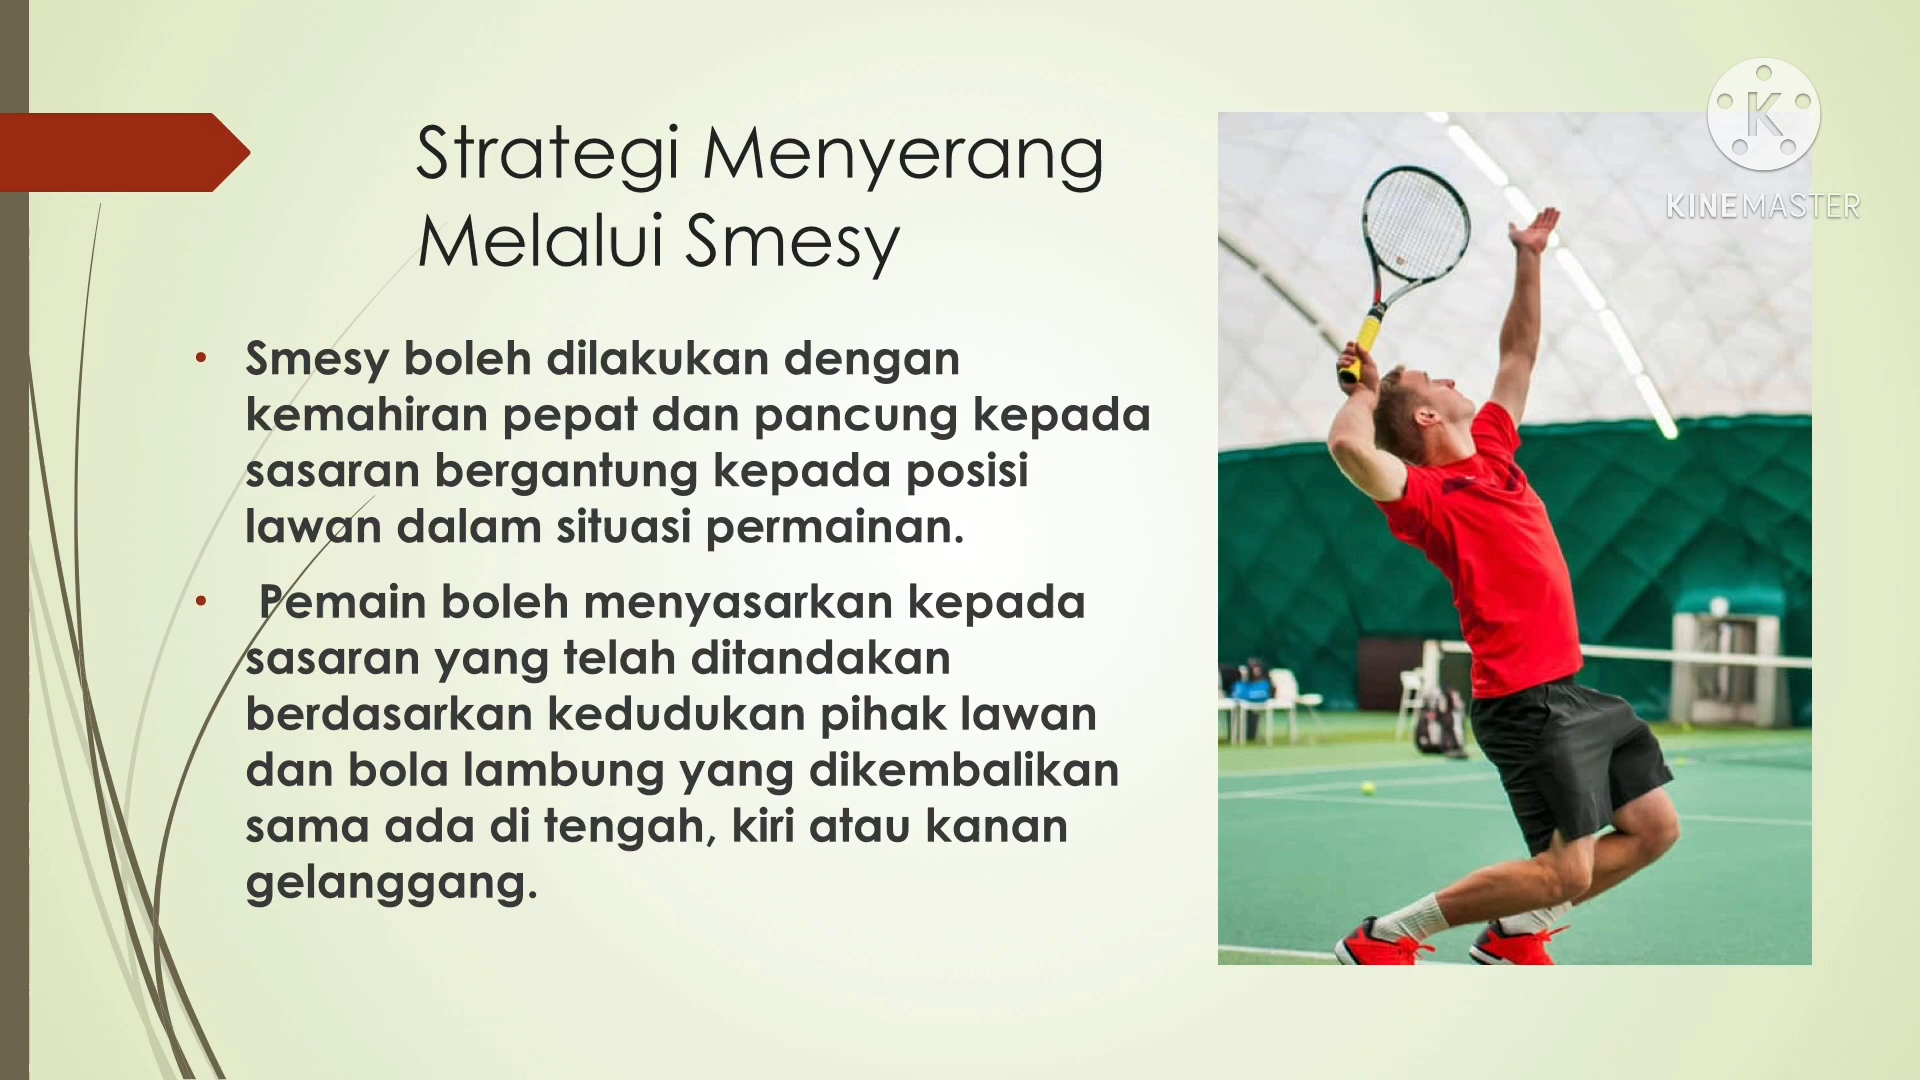 Strategi Menyerang
Melalui Smesy
• Smesy boleh dilakukan dengan
kemahiran pepat dan pancung kepada
sasaran bergantung kepada posisi
lawan dalam situasi permainan.
• Pemain boleh menyasarkan kepada
sasaran yang telah ditandakan
berdasarkan kedudukan pihak lawan
dan bola lambung yang dikembalikan
sama ada di tengah, kiri atau kanan
gelanggang.
K
KINEMASTER